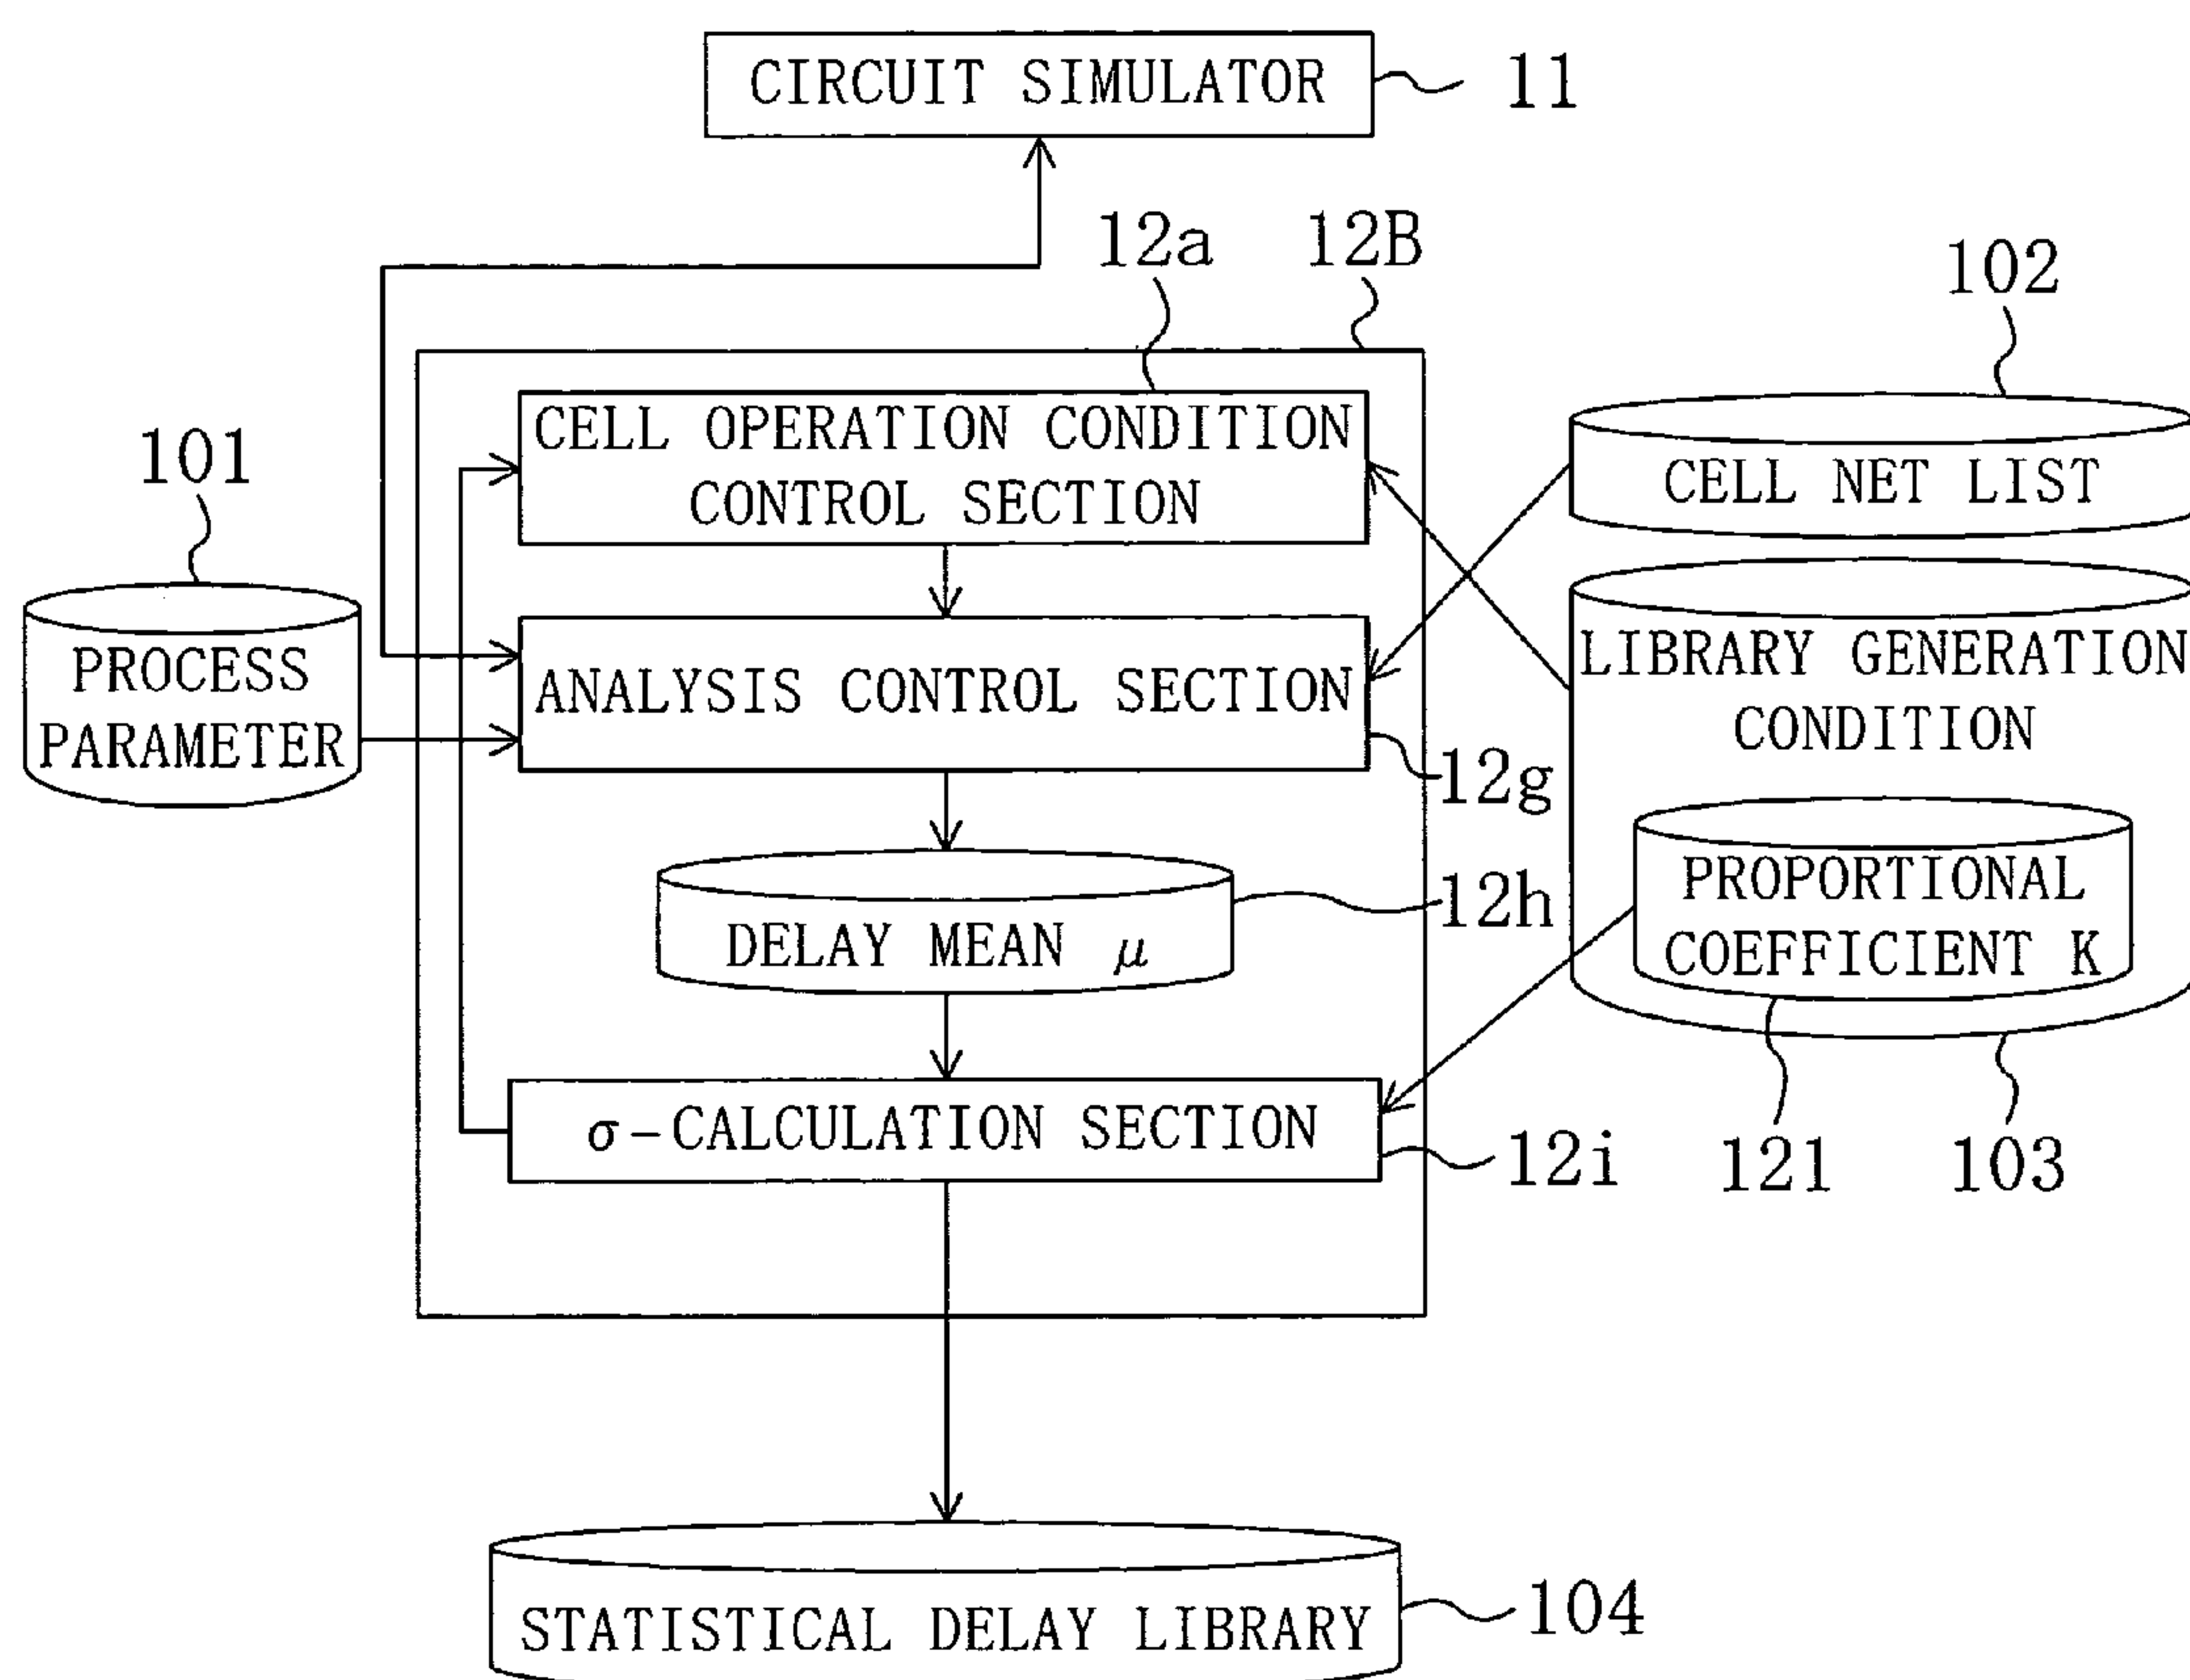 CIRCUIT SIMULATOR
11
12a
12B
102
CELL OPERATION CONDITION
CONTROL SECTION
CELL NET LIST
101
PROCESS
PARAMETER
ANALYSIS CONTROL SECTION
LIBRARY GENERATION
CONDITION
12g
PROPORTIONAL
COEFFICIENT K
12h
DELAY MEAN μ
σ-CALCULATION SECTION
12i
121
103
STATISTICAL DELAY LIBRARY
104